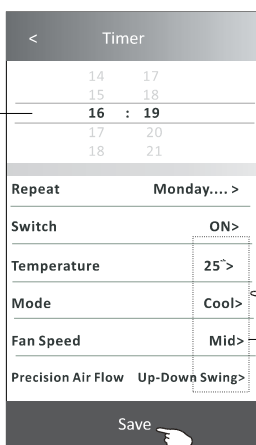 < Timer
14 17
15 18
16 : 19
17 20
18 21
Repeat Monday.... >
Switch ON>
Temperature 25°>
Mode Cool>
Fan Speed Mid>
Precision Air Flow Up-Down Swing>
Save